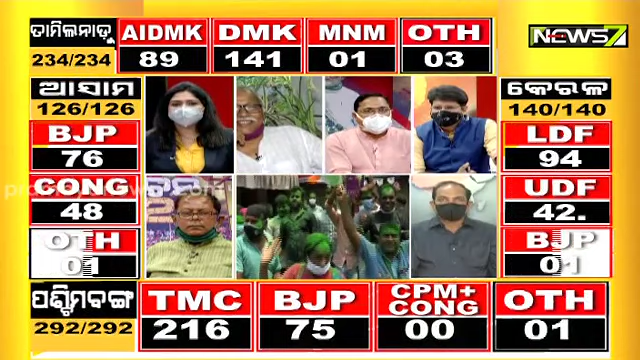 ତାମିଲନାଡୁ AIDMK DMK MNM OTH
234/234 89 141 01 03
NEWS7
ଆସାମ
126/126
BJP
76
CONG
48
OTH
01
କେରଳ
140/140
LDF
94
UDF
42.
BJP
01
ପଶ୍ଚିମବଙ୍ଗ
292/292
TMC
216
BJP
75
CPM+
CONG
00
OTH
01